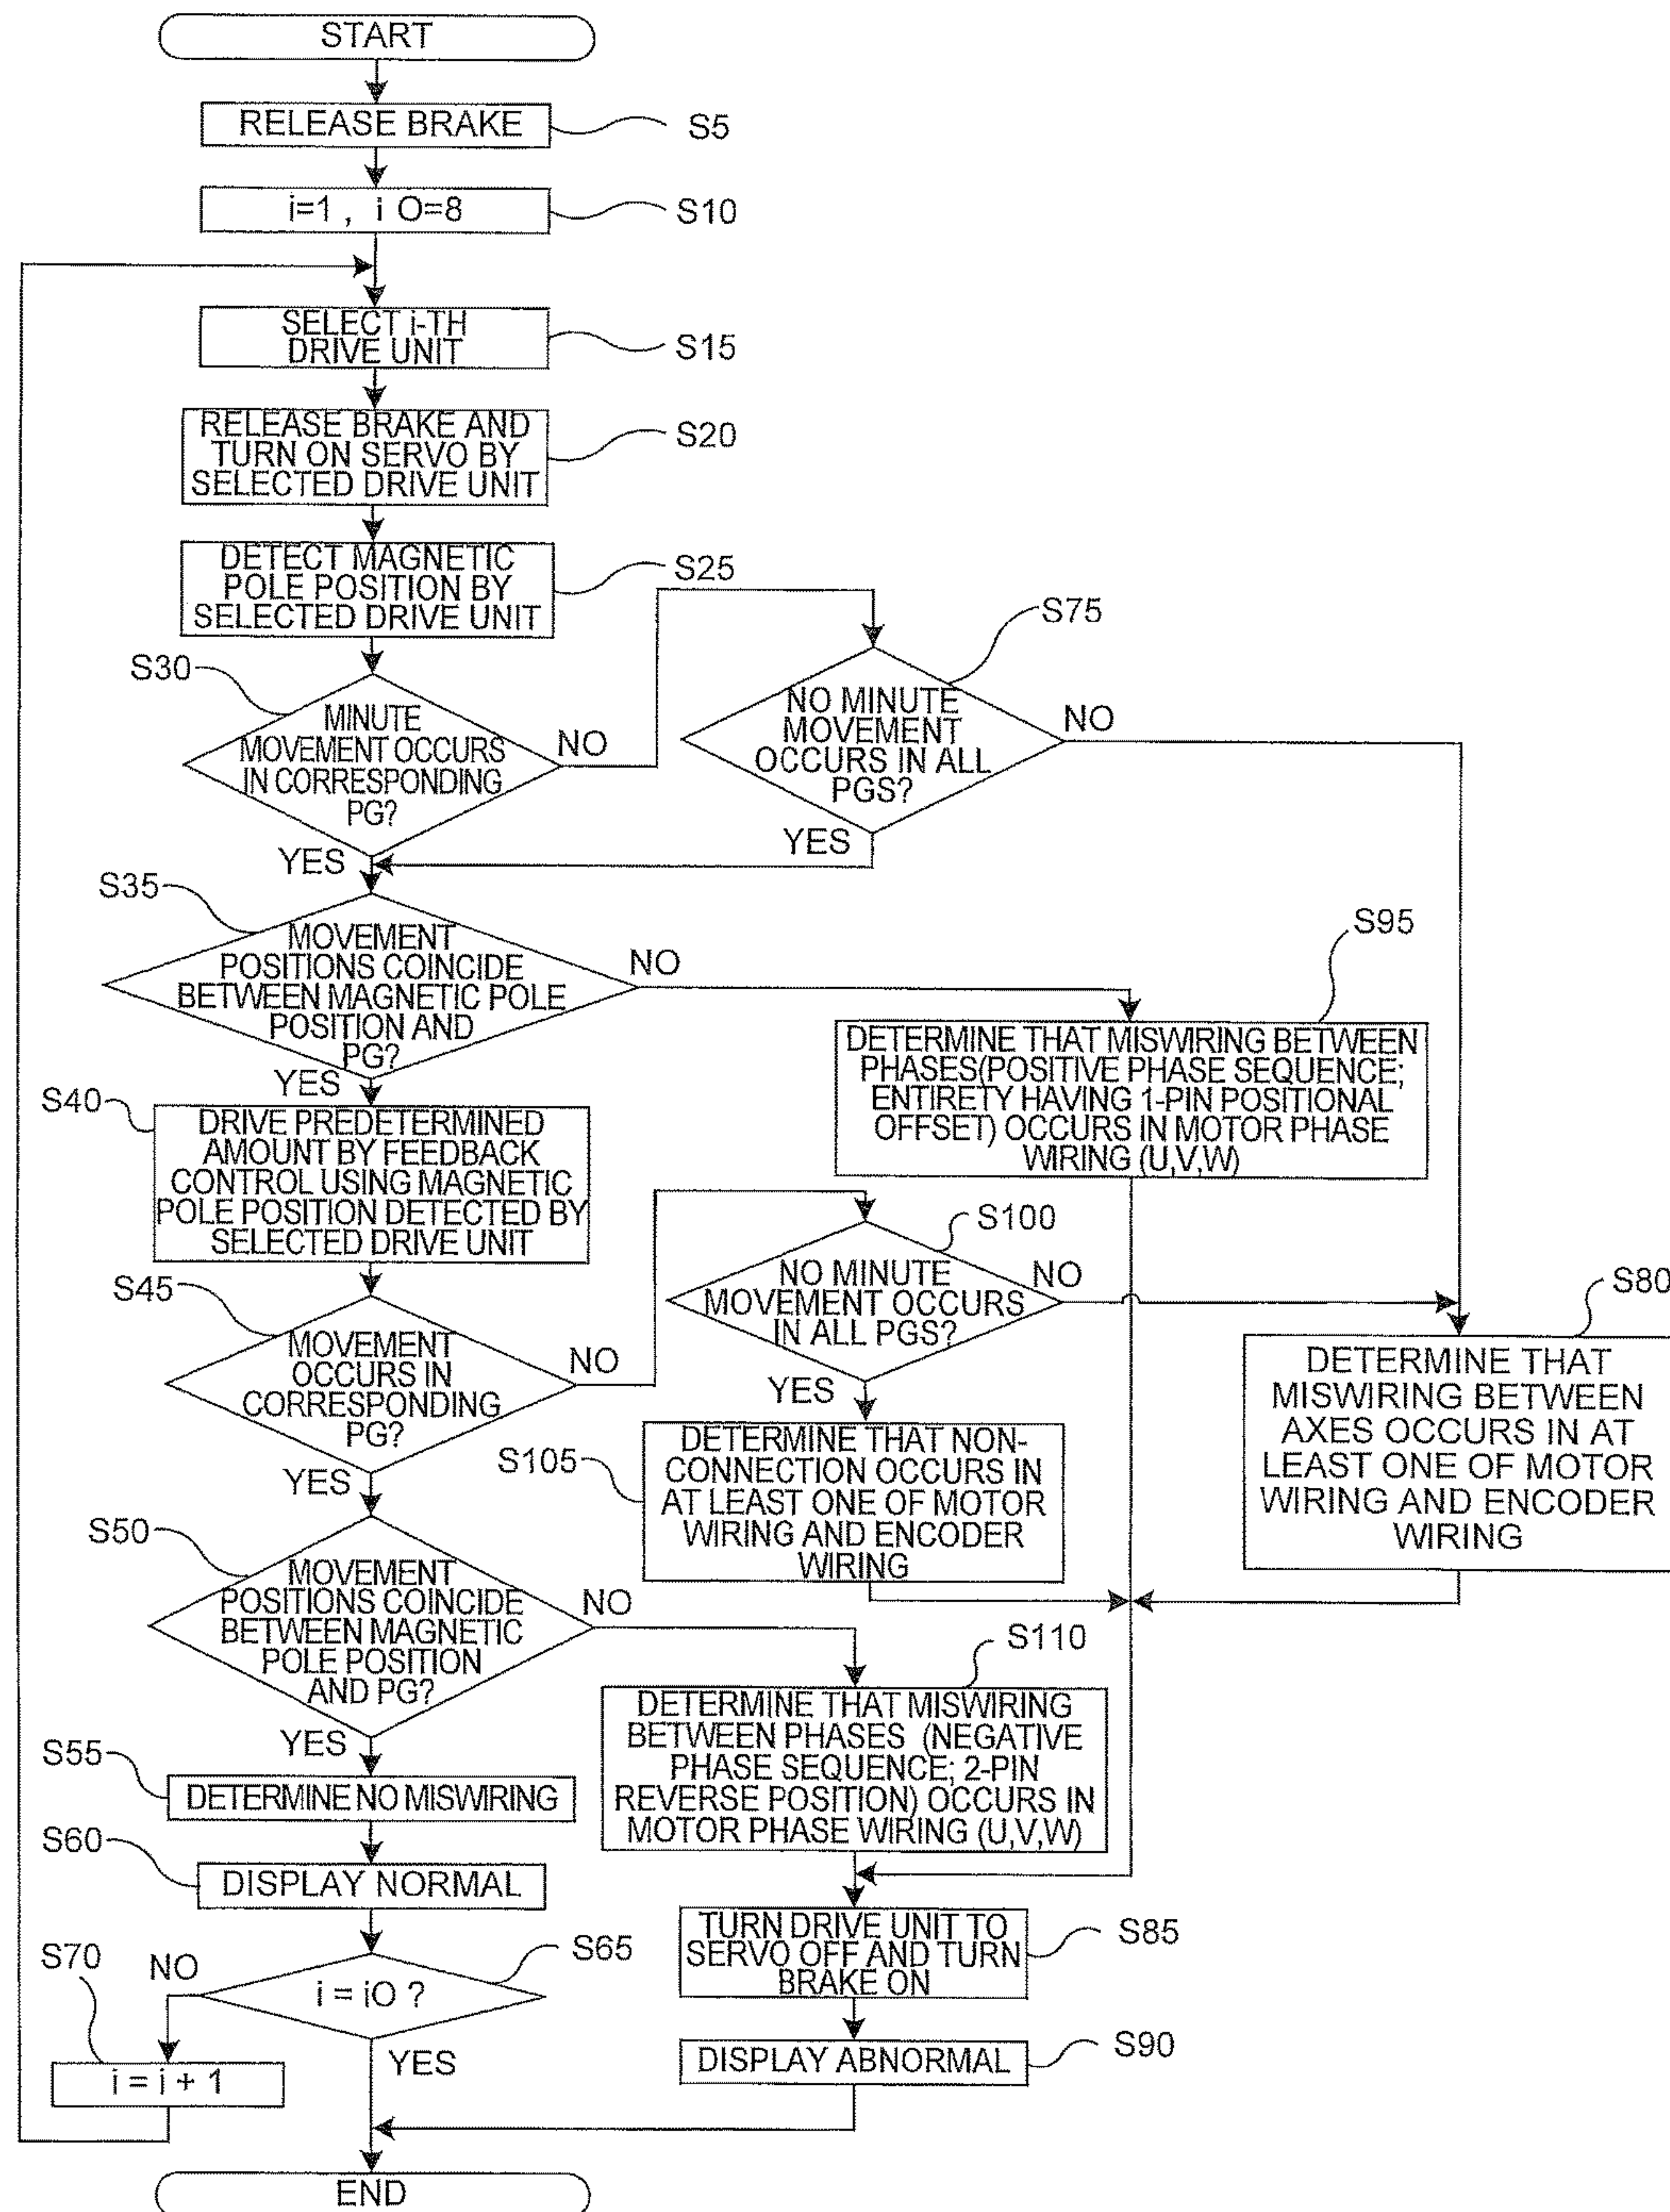 START
RELEASE BRAKE
S5
i=1 , i O=8
S10
SELECT i-TH
DRIVE UNIT
S15
RELEASE BRAKE AND
TURN ON SERVO BY
SELECTED DRIVE UNIT
S20
DETECT MAGNETIC
POLE POSITION BY
SELECTED DRIVE UNIT
S25
S30
MINUTE
MOVEMENT OCCURS
IN CORRESPONDING
PG?
NO
YES
S75
NO MINUTE
MOVEMENT
OCCURS IN ALL
PGS?
NO
YES
S35
MOVEMENT
POSITIONS COINCIDE
BETWEEN MAGNETIC POLE
POSITION AND
PG?
NO
YES
S95
DETERMINE THAT MISWIRING BETWEEN
PHASES(POSITIVE PHASE SEQUENCE;
ENTIRETY HAVING 1-PIN POSITIONAL
OFFSET) OCCURS IN MOTOR PHASE
WIRING (U,V,W)
S40
DRIVE PREDETERMINED
AMOUNT BY FEEDBACK
CONTROL USING MAGNETIC
POLE POSITION DETECTED BY
SELECTED DRIVE UNIT
S45
MOVEMENT
OCCURS IN
CORRESPONDING
PG?
NO
YES
S100
NO MINUTE
MOVEMENT OCCURS
IN ALL PGS?
NO
YES
S80
DETERMINE THAT
MISWIRING BETWEEN
AXES OCCURS IN AT
LEAST ONE OF MOTOR
WIRING AND ENCODER
WIRING
S105
DETERMINE THAT NON-
CONNECTION OCCURS IN
AT LEAST ONE OF MOTOR
WIRING AND ENCODER
WIRING
S50
MOVEMENT
POSITIONS COINCIDE
BETWEEN MAGNETIC
POLE POSITION
AND PG?
NO
YES
S110
DETERMINE THAT MISWIRING
BETWEEN PHASES (NEGATIVE
PHASE SEQUENCE; 2-PIN
REVERSE POSITION) OCCURS IN
MOTOR PHASE WIRING (U,V,W)
S55
DETERMINE NO MISWIRING
S60
DISPLAY NORMAL
S65
i = iO ?
NO
YES
S70
i = i + 1
TURN DRIVE UNIT TO
SERVO OFF AND TURN
BRAKE ON
S85
DISPLAY ABNORMAL
S90
END